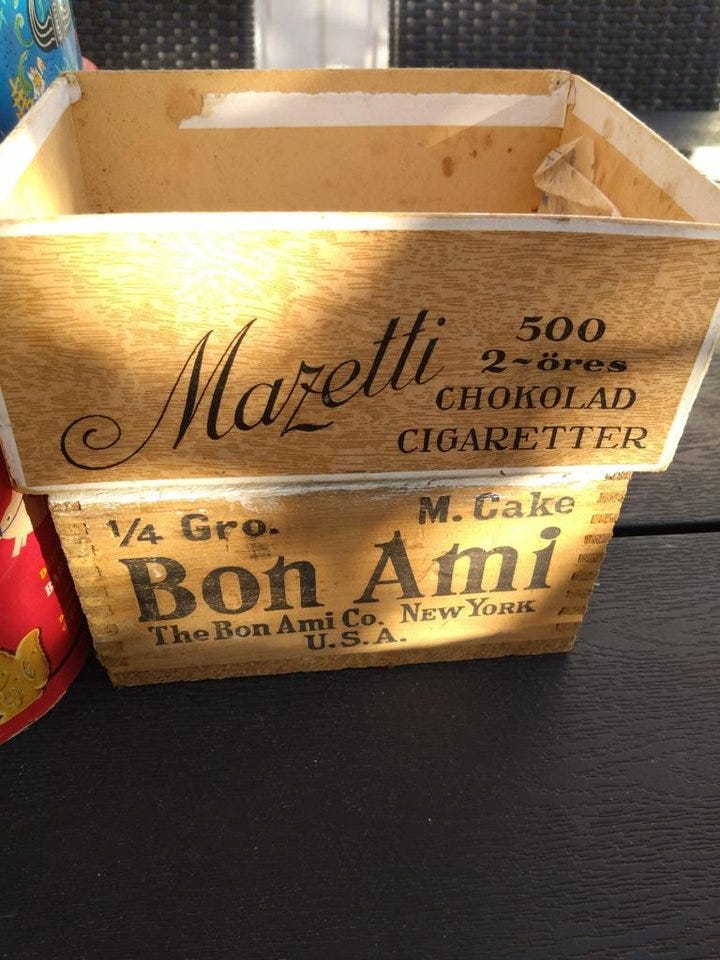 Mazetti
500
2~öres
CHOKOLAD
CIGARETTER
1/4 Gro.
M. Cake
Bon Ami
The Bon Ami Co. New York
U.S.A.